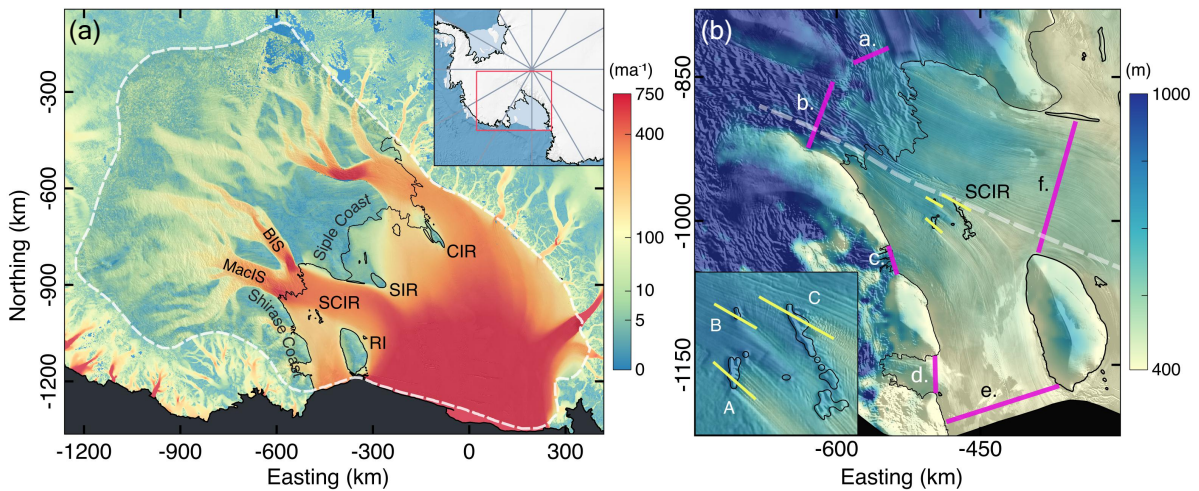 (a)
(ma⁻¹)
750
400
100
10
5
0
BIS
MacIS
Siple Coast
Shirase Coast
SCIR
SIR
CIR
RI
-300
-600
-900
-1200
Northing (km)
-1200 -900 -600 -300 0 300
Easting (km)
(b)
a.
b.
c.
d.
e.
f.
SCIR
A
B
C
-850
-1000
-1150
-600 -450
Easting (km)
(m)
1000
400